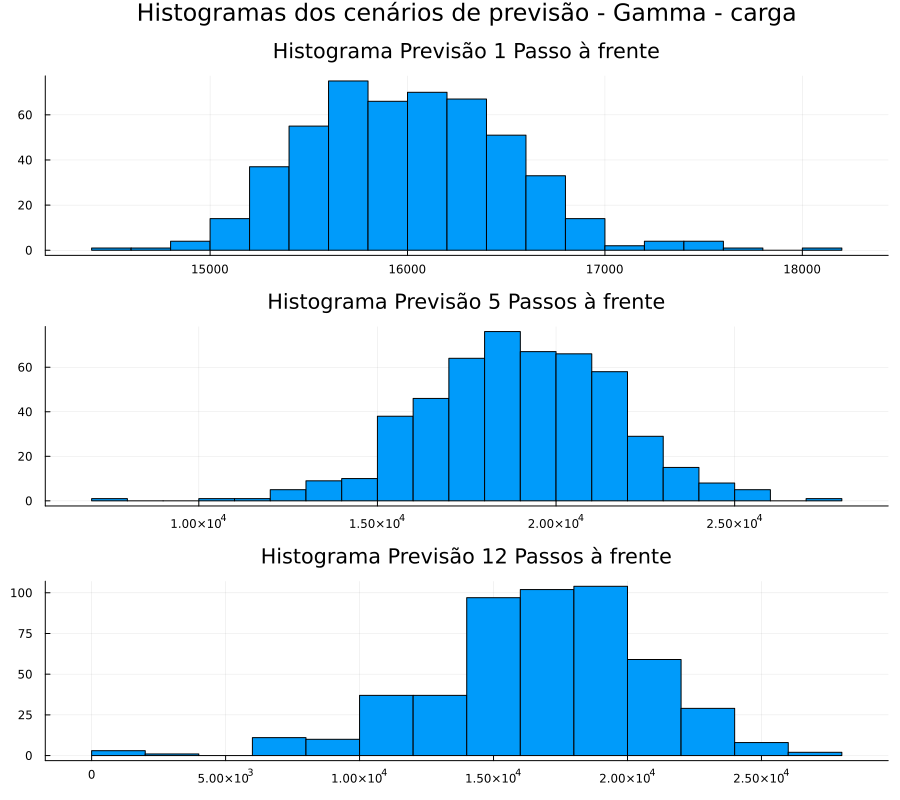 Histogramas dos cenários de previsão - Gamma - carga
Histograma Previsão 1 Passo à frente
60
40
20
0
15000 16000 17000 18000
Histograma Previsão 5 Passos à frente
60
40
20
0
1.00×10⁴ 1.50×10⁴ 2.00×10⁴ 2.50×10⁴
Histograma Previsão 12 Passos à frente
100
75
50
25
0
0 5.00×10³ 1.00×10⁴ 1.50×10⁴ 2.00×10⁴ 2.50×10⁴